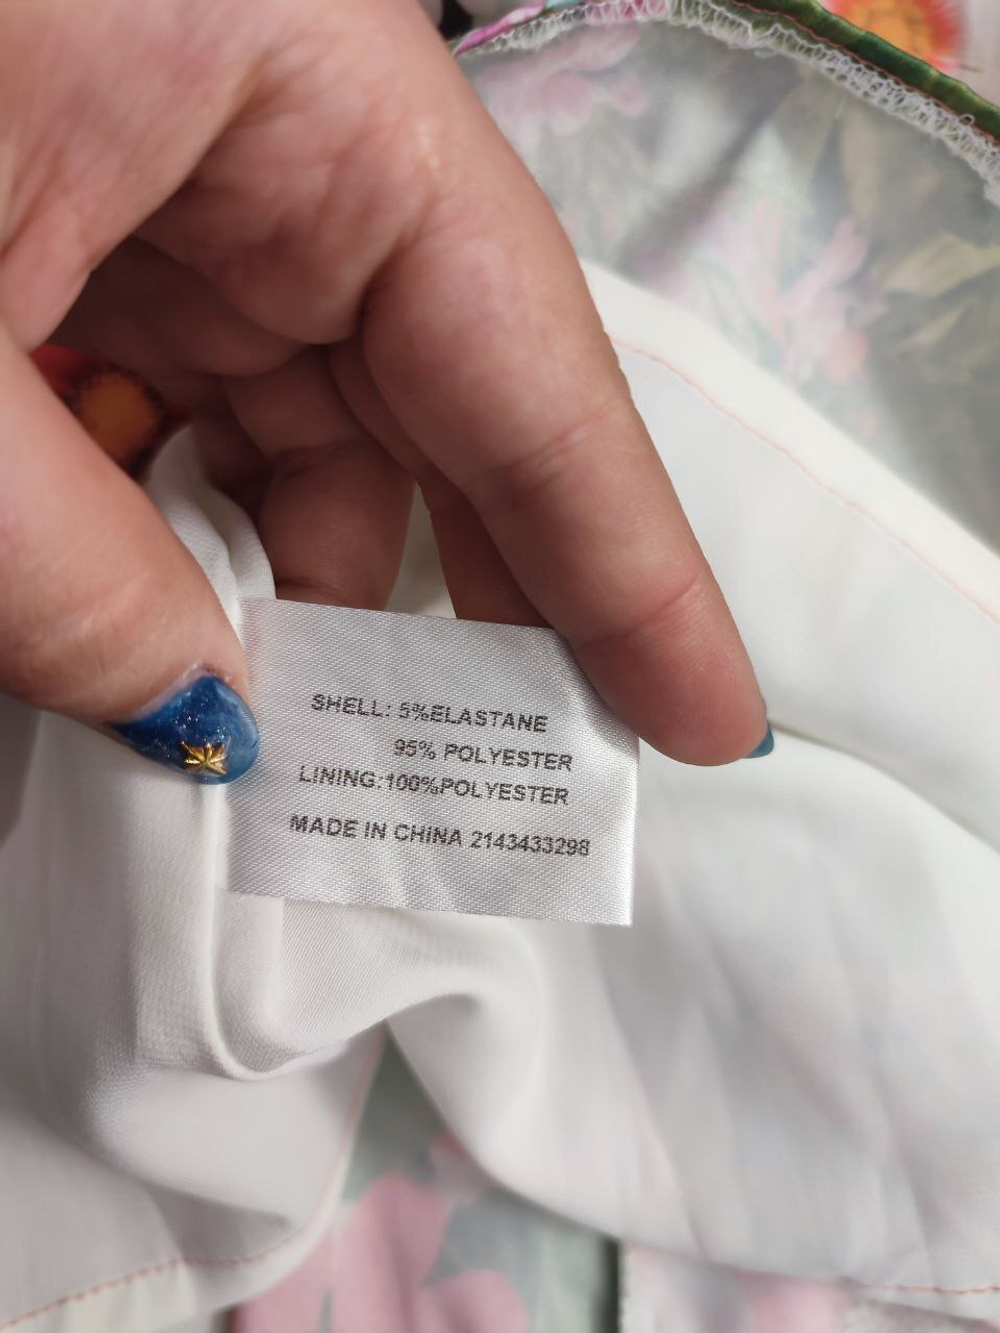 SHELL: 5%ELASTANE
95% POLYESTER
LINING:100%POLYESTER
MADE IN CHINA 2143433298